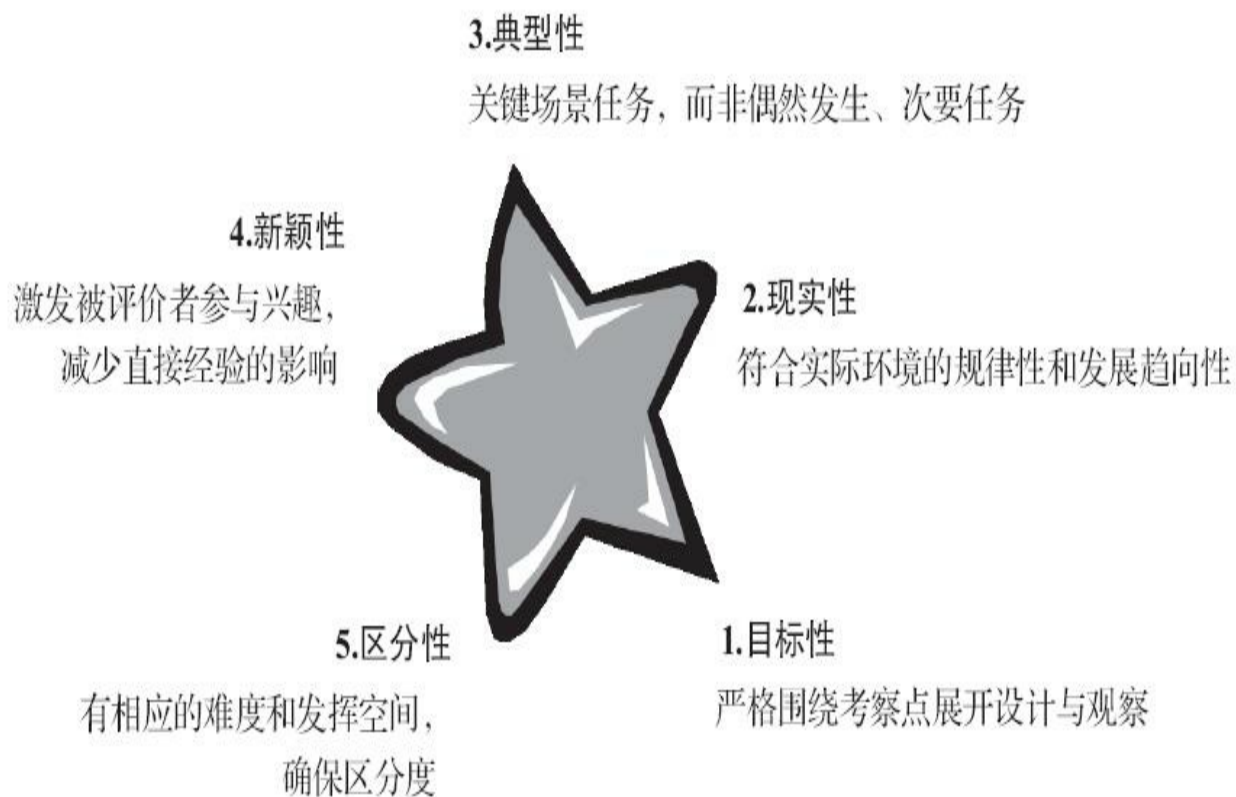 3.典型性
关键场景任务，而非偶然发生、次要任务
4.新颖性
激发被评价者参与兴趣，
减少直接经验的影响
2.现实性
符合实际环境的规律性和发展趋向性
5.区分性
有相应的难度和发挥空间，
确保区分度
1.目标性
严格围绕考察点展开设计与观察